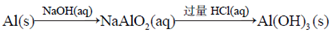 Al(s) —NaOH(aq)→ NaAlO₂(aq) —过量 HCl(aq)→ Al(OH)₃(s)